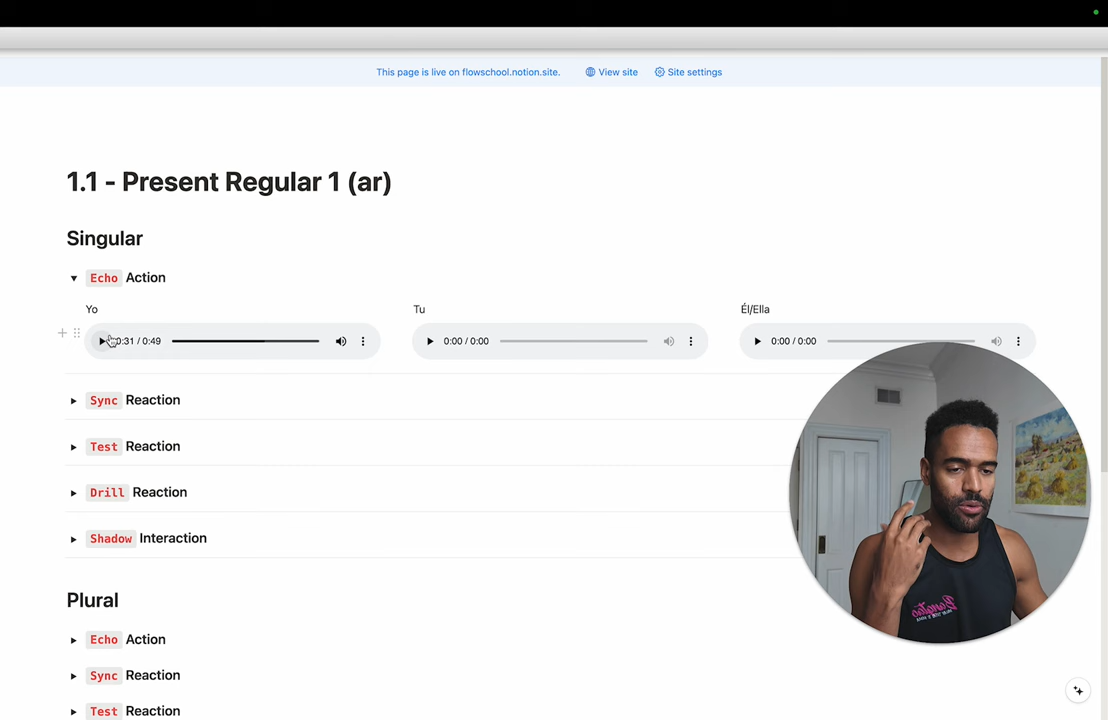 This page is live on flowschool.notion.site. View site Site settings
1.1 - Present Regular 1 (ar)
Singular
Echo Action
Yo Tu Él/Ella
0:31 / 0:49 0:00 / 0:00 0:00 / 0:00
Sync Reaction
Test Reaction
Drill Reaction
Shadow Interaction
Plural
Echo Action
Sync Reaction
Test Reaction